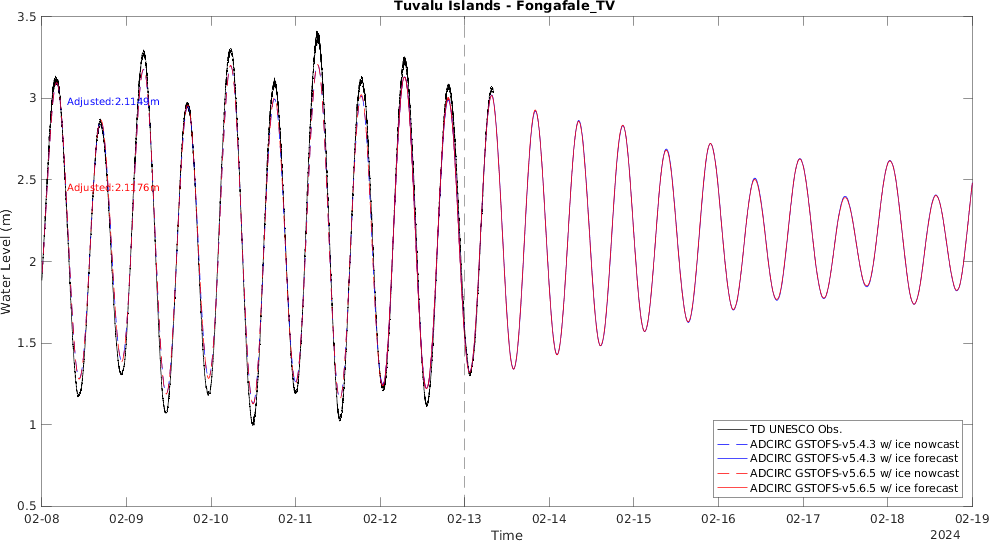 Tuvalu Islands - Fongafale_TV
3.5
3
2.5
2
1.5
1
0.5
Water Level (m)
Adjusted:2.1149m
Adjusted:2.1176m
TD UNESCO Obs.
ADCIRC GSTOFS-v5.4.3 w/ ice nowcast
ADCIRC GSTOFS-v5.4.3 w/ ice forecast
ADCIRC GSTOFS-v5.6.5 w/ ice nowcast
ADCIRC GSTOFS-v5.6.5 w/ ice forecast
02-08 02-09 02-10 02-11 02-12 02-13 02-14 02-15 02-16 02-17 02-18 02-19
Time
2024